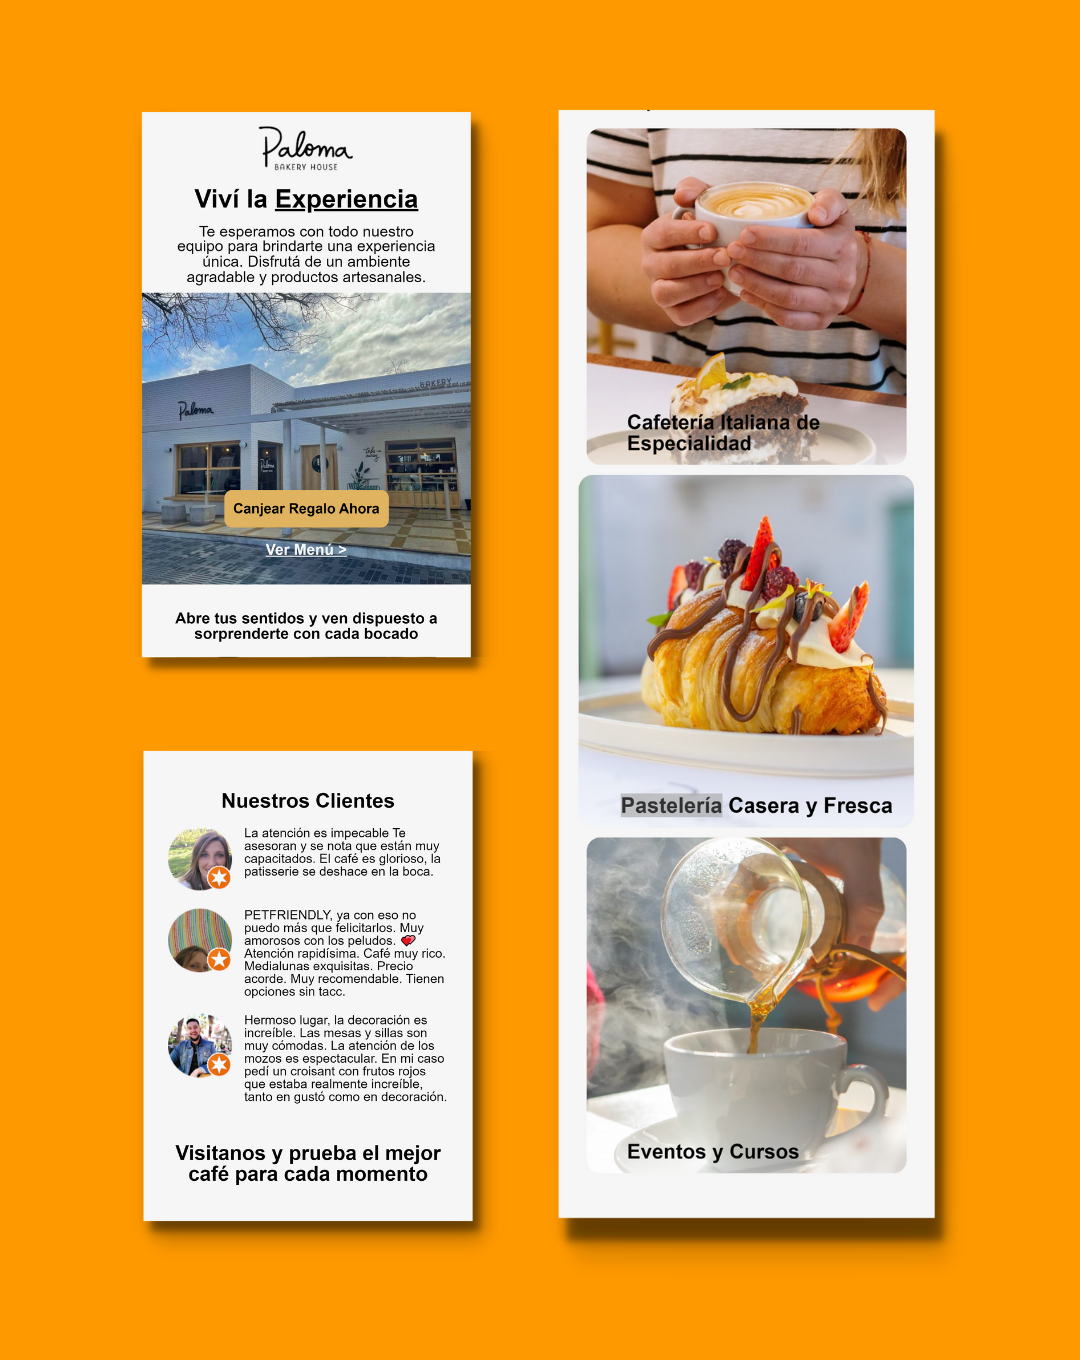 Paloma
BAKERY HOUSE
Viví la Experiencia
Te esperamos con todo nuestro
equipo para brindarte una experiencia
única. Disfrutá de un ambiente
agradable y productos artesanales.
BAKERY
Paloma
take
away
Paloma
Canjear Regalo Ahora
Ver Menú >
Abre tus sentidos y ven dispuesto a
sorprenderte con cada bocado
Nuestros Clientes
La atención es impecable Te
asesoran y se nota que están muy
capacitados. El café es glorioso, la
patisserie se deshace en la boca.
PETFRIENDLY, ya con eso no
puedo más que felicitarlos. Muy
amorosos con los peludos. 💕
Atención rapidísima. Café muy rico.
Medialunas exquisitas. Precio
acorde. Muy recomendable. Tienen
opciones sin tacc.
Hermoso lugar, la decoración es
increíble. Las mesas y sillas son
muy cómodas. La atención de los
mozos es espectacular. En mi caso
pedí un croisant con frutos rojos
que estaba realmente increíble,
tanto en gustó como en decoración.
Visitanos y prueba el mejor
café para cada momento
Cafetería Italiana de
Especialidad
Pastelería Casera y Fresca
Eventos y Cursos